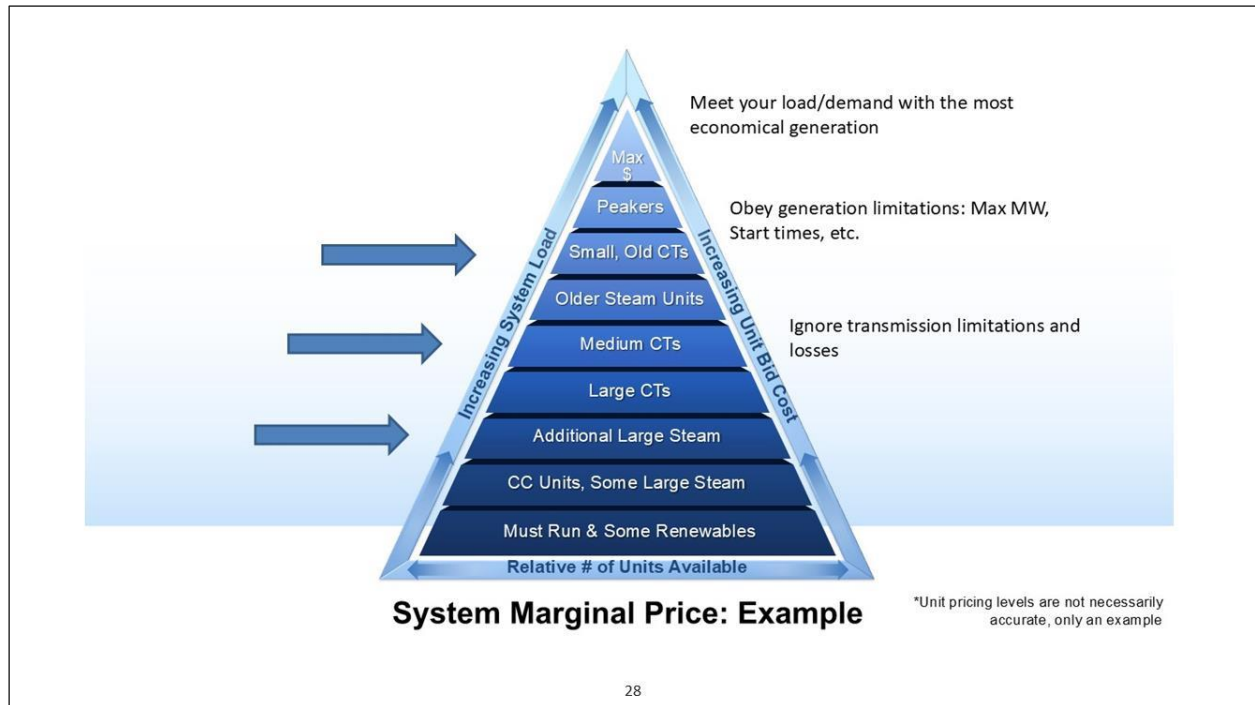 Meet your load/demand with the most
economical generation
Max
$
Peakers
Obey generation limitations: Max MW,
Start times, etc.
Small, Old CTs
Older Steam Units
Ignore transmission limitations and
losses
Medium CTs
Large CTs
Additional Large Steam
CC Units, Some Large Steam
Must Run & Some Renewables
Increasing System Load
Increasing Unit Bid Cost
Relative # of Units Available
System Marginal Price: Example
*Unit pricing levels are not necessarily
accurate, only an example
28